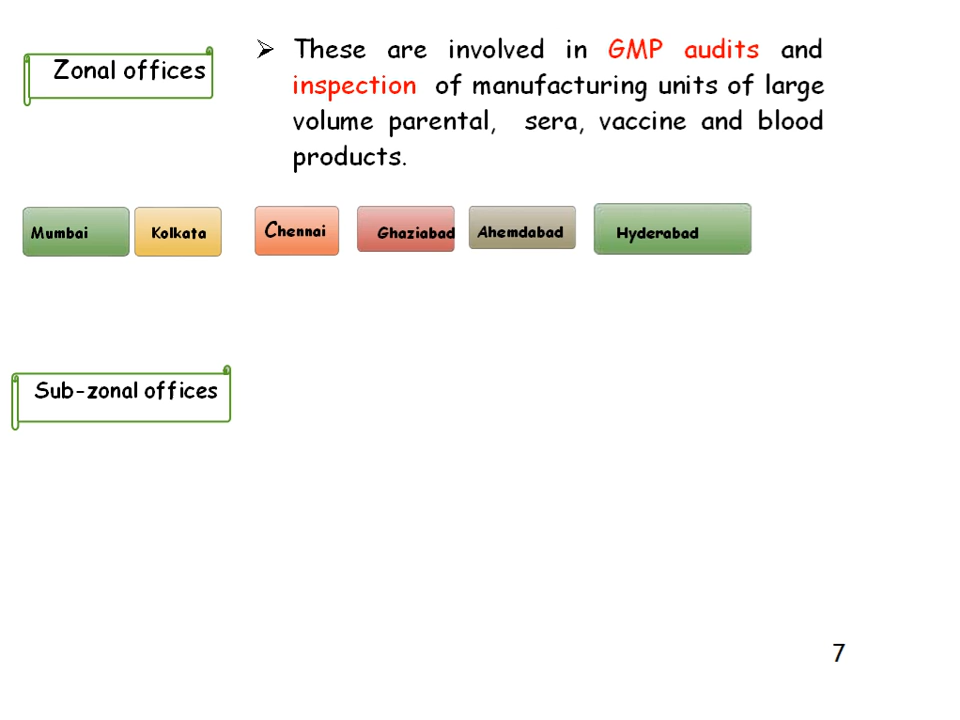 Zonal offices
➢ These are involved in GMP audits and
inspection of manufacturing units of large
volume parental, sera, vaccine and blood
products.
Mumbai
Kolkata
Chennai
Ghaziabad
Ahemdabad
Hyderabad
Sub-zonal offices
7